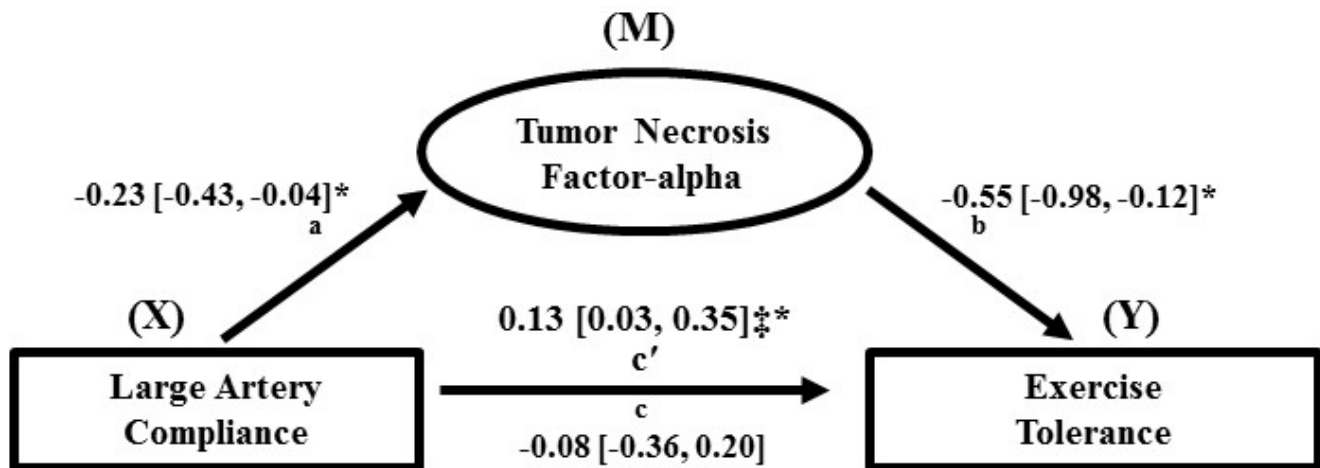 (M)
Tumor Necrosis
Factor-alpha
-0.23 [-0.43, -0.04]*
a
-0.55 [-0.98, -0.12]*
b
(X)
0.13 [0.03, 0.35]‡*
c′
(Y)
Large Artery
Compliance
c
-0.08 [-0.36, 0.20]
Exercise
Tolerance